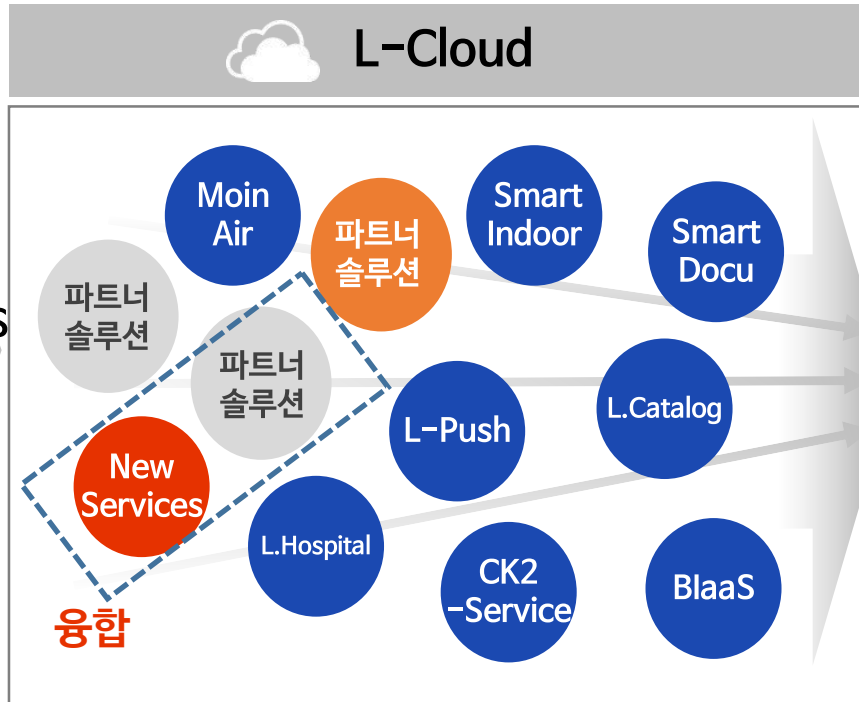 L-Cloud
Moin
Air
파트너
솔루션
Smart
Indoor
Smart
Docu
파트너
솔루션
파트너
솔루션
L-Push
L.Catalog
New
Services
L.Hospital
CK2
-Service
BIaaS
융합